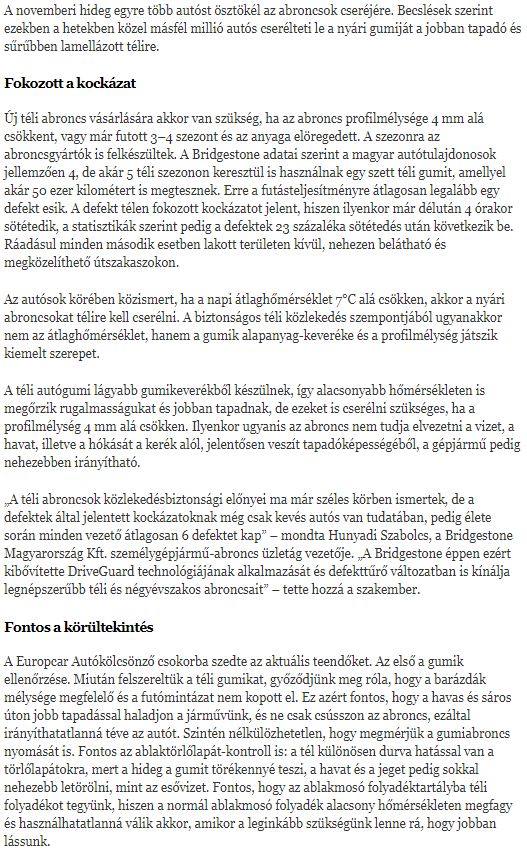 A novemberi hideg egyre több autóst ösztökél az abroncsok cseréjére. Becslések szerint
ezekben a hetekben közel másfél millió autós cserélteti le a nyári gumiját a jobban tapadó és
sűrűbben lamellázott télire.
Fokozott a kockázat
Új téli abroncs vásárlására akkor van szükség, ha az abroncs profilmélysége 4 mm alá
csökkent, vagy már futott 3–4 szezont és az anyaga elöregedett. A szezonra az
abroncsgyártók is felkészültek. A Bridgestone adatai szerint a magyar autótulajdonosok
jellemzően 4, de akár 5 téli szezonon keresztül is használnak egy szett téli gumit, amellyel
akár 50 ezer kilométert is megtesznek. Erre a futásteljesítményre átlagosan legalább egy
defekt esik. A defekt télen fokozott kockázatot jelent, hiszen ilyenkor már délután 4 órakor
sötétedik, a statisztikák szerint pedig a defektek 23 százaléka sötétedés után következik be.
Ráadásul minden második esetben lakott területen kívül, nehezen belátható és
megközelíthető útszakaszokon.
Az autósok körében közismert, ha a napi átlaghőmérséklet 7°C alá csökken, akkor a nyári
abroncsokat télire kell cserélni. A biztonságos téli közlekedés szempontjából ugyanakkor
nem az átlaghőmérséklet, hanem a gumik alapanyag-keveréke és a profilmélység játszik
kiemelt szerepet.
A téli autógumi lágyabb gumikeverékből készülnek, így alacsonyabb hőmérsékleten is
megőrzik rugalmasságukat és jobban tapadnak, de ezeket is cserélni szükséges, ha a
profilmélység 4 mm alá csökken. Ilyenkor ugyanis az abroncs nem tudja elvezetni a vizet, a
havat, illetve a hókását a kerék alól, jelentősen veszít tapadóképességéből, a gépjármű pedig
nehezebben irányítható.
„A téli abroncsok közlekedésbiztonsági előnyei ma már széles körben ismertek, de a
defektek által jelentett kockázatoknak még csak kevés autós van tudatában, pedig élete
során minden vezető átlagosan 6 defektet kap” – mondta Hunyadi Szabolcs, a Bridgestone
Magyarország Kft. személygépjármű-abroncs üzletág vezetője. „A Bridgestone éppen ezért
kibővítette DriveGuard technológiájának alkalmazását és defekttűrő változatban is kínálja
legnépszerűbb téli és négyévszakos abroncsait” – tette hozzá a szakember.
Fontos a körültekintés
A Europcar Autókölcsönző csokorba szedte az aktuális teendőket. Az első a gumik
ellenőrzése. Miután felszereltük a téli gumikat, győződjünk meg róla, hogy a barázdák
mélysége megfelelő és a futómintázat nem kopott el. Ez azért fontos, hogy a havas és sáros
úton jobb tapadással haladjon a járművünk, és ne csak csússzon az abroncs, ezáltal
irányíthatatlanná téve az autót. Szintén nélkülözhetetlen, hogy megmérjük a gumiabroncs
nyomását is. Fontos az ablaktörlőlapát-kontroll is: a tél különösen durva hatással van a
törlőlapátokra, mert a hideg a gumit törékennyé teszi, a havat és a jeget pedig sokkal
nehezebb letörölni, mint az esővizet. Fontos, hogy az ablakmosó folyadéktartályba téli
folyadékot tegyünk, hiszen a normál ablakmosó folyadék alacsony hőmérsékleten megfagy
és használhatatlanná válik akkor, amikor a leginkább szükségünk lenne rá, hogy jobban
lássunk.